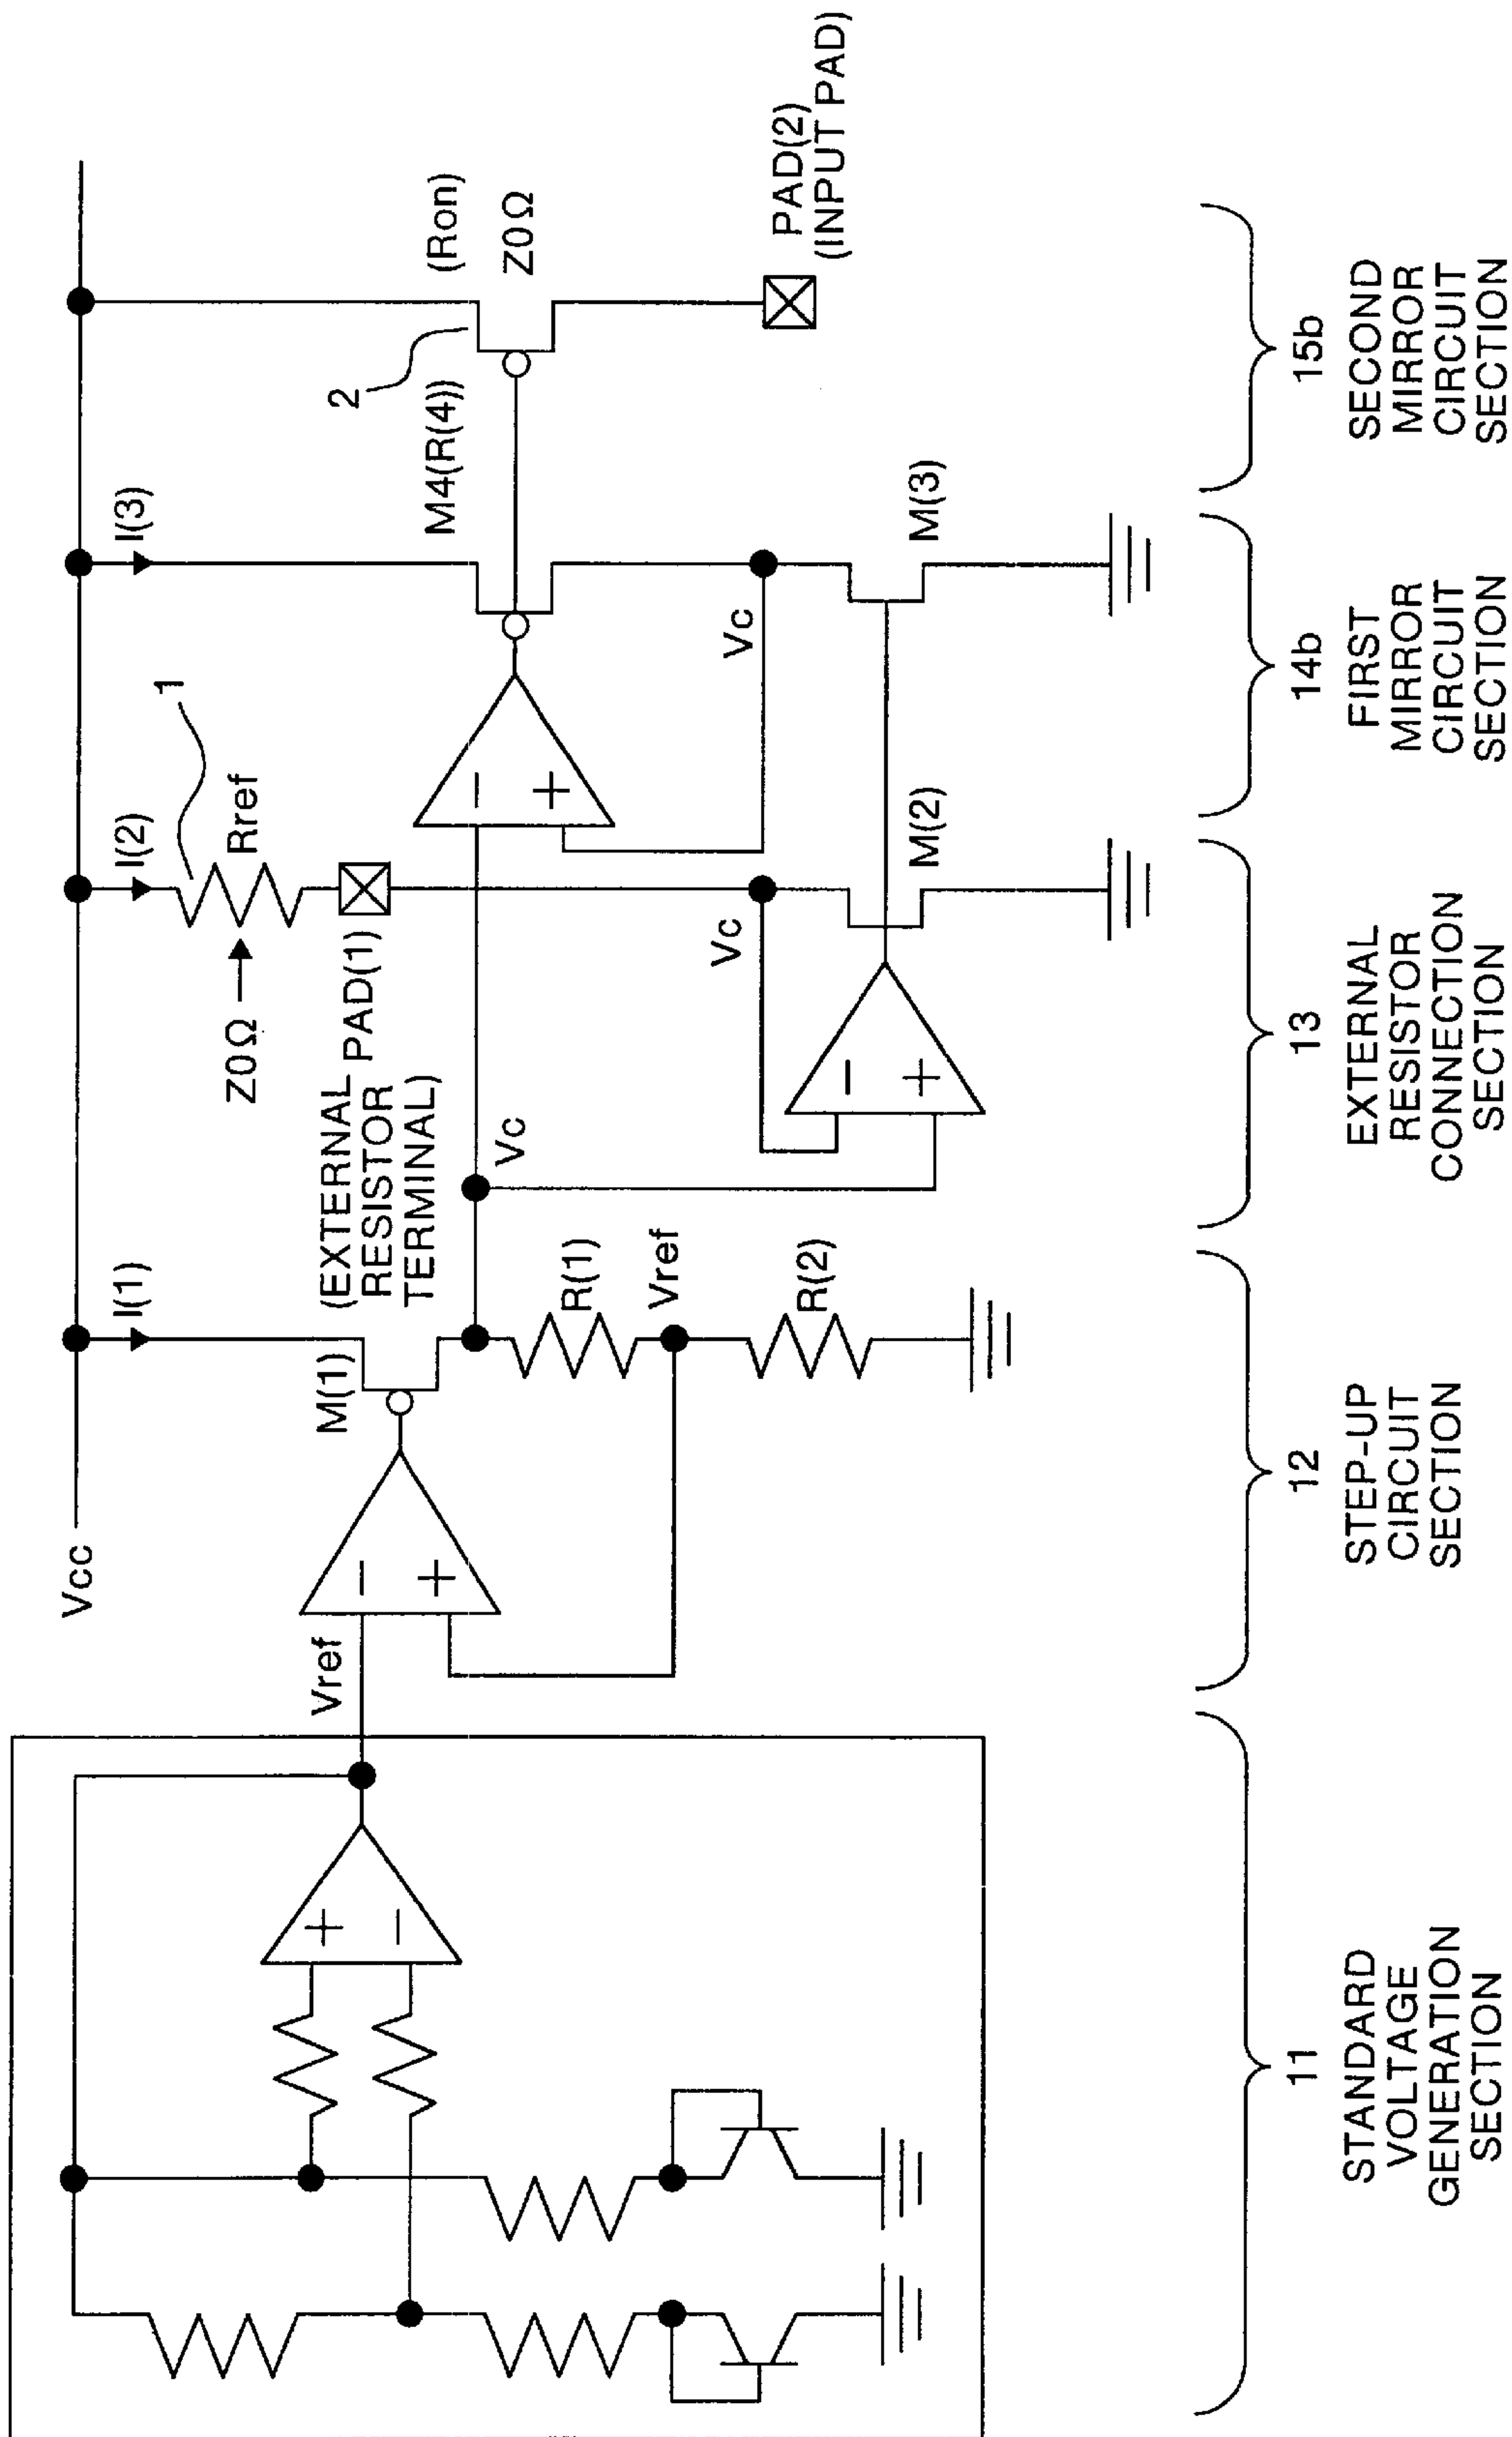 Vcc
Vref
−
+
+
−
M(1)
I(1)
R(1)
Vref
R(2)
Vc
(EXTERNAL
RESISTOR
TERMINAL)
PAD(1)
Z0Ω
I(2)
Rref
1
Vc
−
+
M(2)
−
+
Vc
I(3)
M4(R(4))
M(3)
2
(Ron)
Z0Ω
PAD(2)
(INPUT PAD)
11
STANDARD
VOLTAGE
GENERATION
SECTION
12
STEP-UP
CIRCUIT
SECTION
13
EXTERNAL
RESISTOR
CONNECTION
SECTION
14b
FIRST
MIRROR
CIRCUIT
SECTION
15b
SECOND
MIRROR
CIRCUIT
SECTION